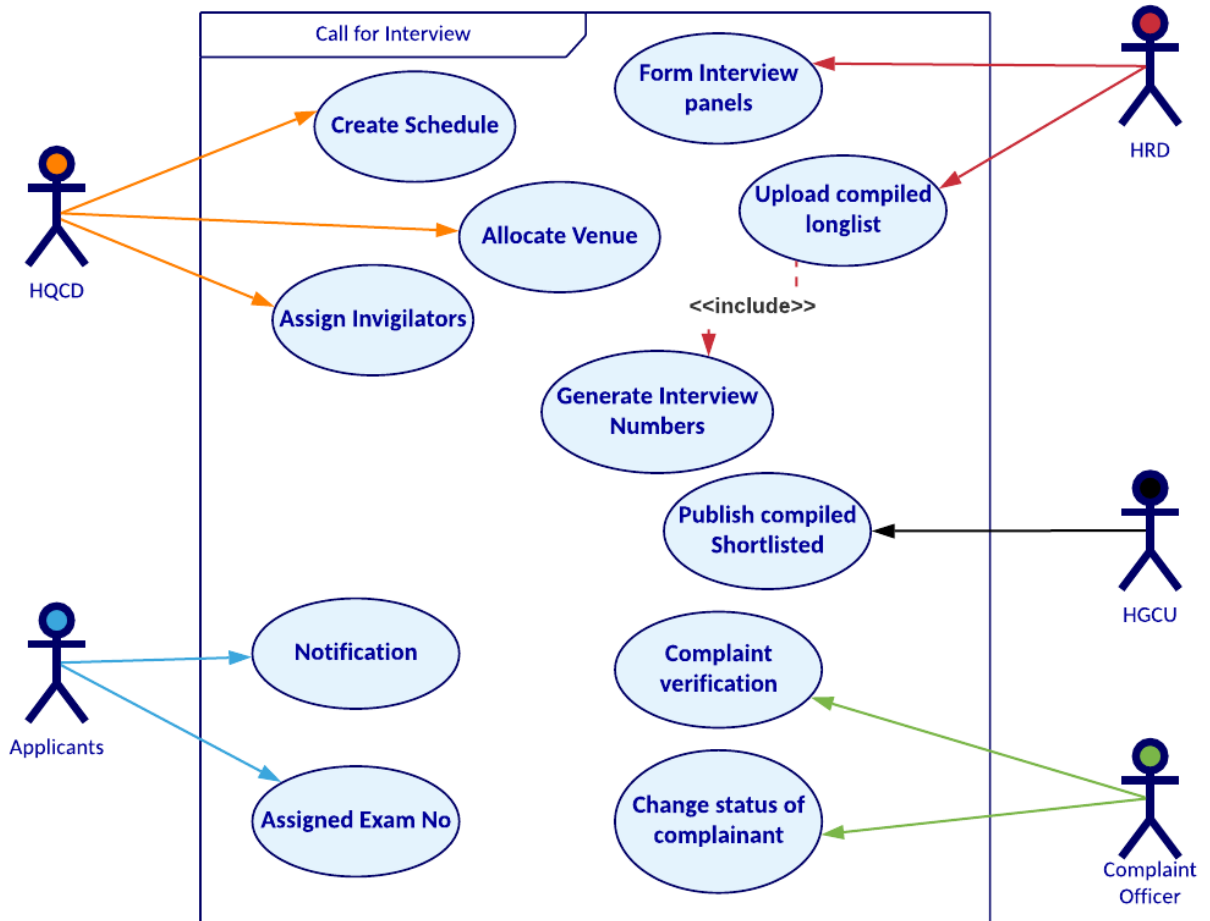 Call for Interview
Form Interview
panels
HRD
Create Schedule
Upload compiled
longlist
Allocate Venue
HQCD
Assign Invigilators
<<include>>
Generate Interview
Numbers
Publish compiled
Shortlisted
HGCU
Notification
Complaint
verification
Applicants
Assigned Exam No
Change status of
complainant
Complaint
Officer